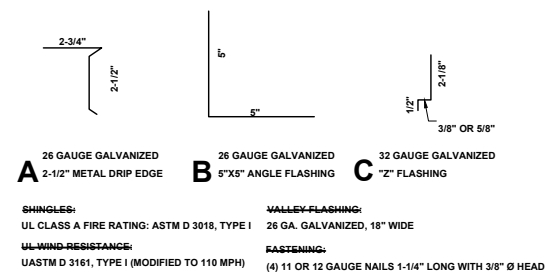 2-3/4"
2-1/2"
5"
5"
2-1/8"
1/2"
3/8" OR 5/8"
A 26 GAUGE GALVANIZED
2-1/2" METAL DRIP EDGE
B 26 GAUGE GALVANIZED
5"X5" ANGLE FLASHING
C 32 GAUGE GALVANIZED
"Z" FLASHING
SHINGLES:
UL CLASS A FIRE RATING: ASTM D 3018, TYPE I
UL WIND RESISTANCE:
UASTM D 3161, TYPE I (MODIFIED TO 110 MPH)
VALLEY FLASHING:
26 GA. GALVANIZED, 18" WIDE
FASTENING:
(4) 11 OR 12 GAUGE NAILS 1-1/4" LONG WITH 3/8" Ø HEAD